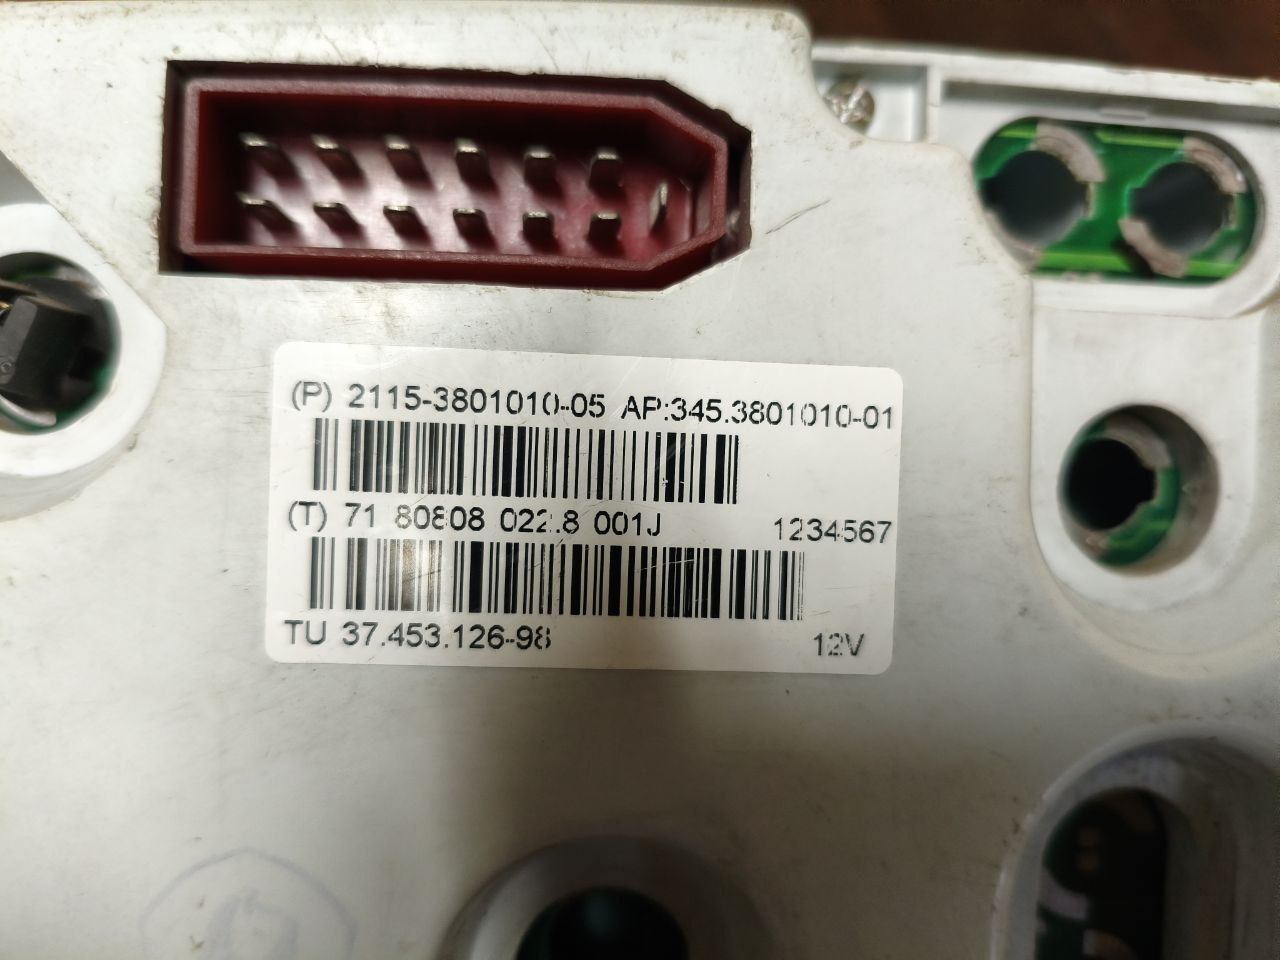 (P) 2115-3801010-05 AP:345.3801010-01
(T) 71 80808 022.8 001J 1234567
TU 37.453.126-98 12V